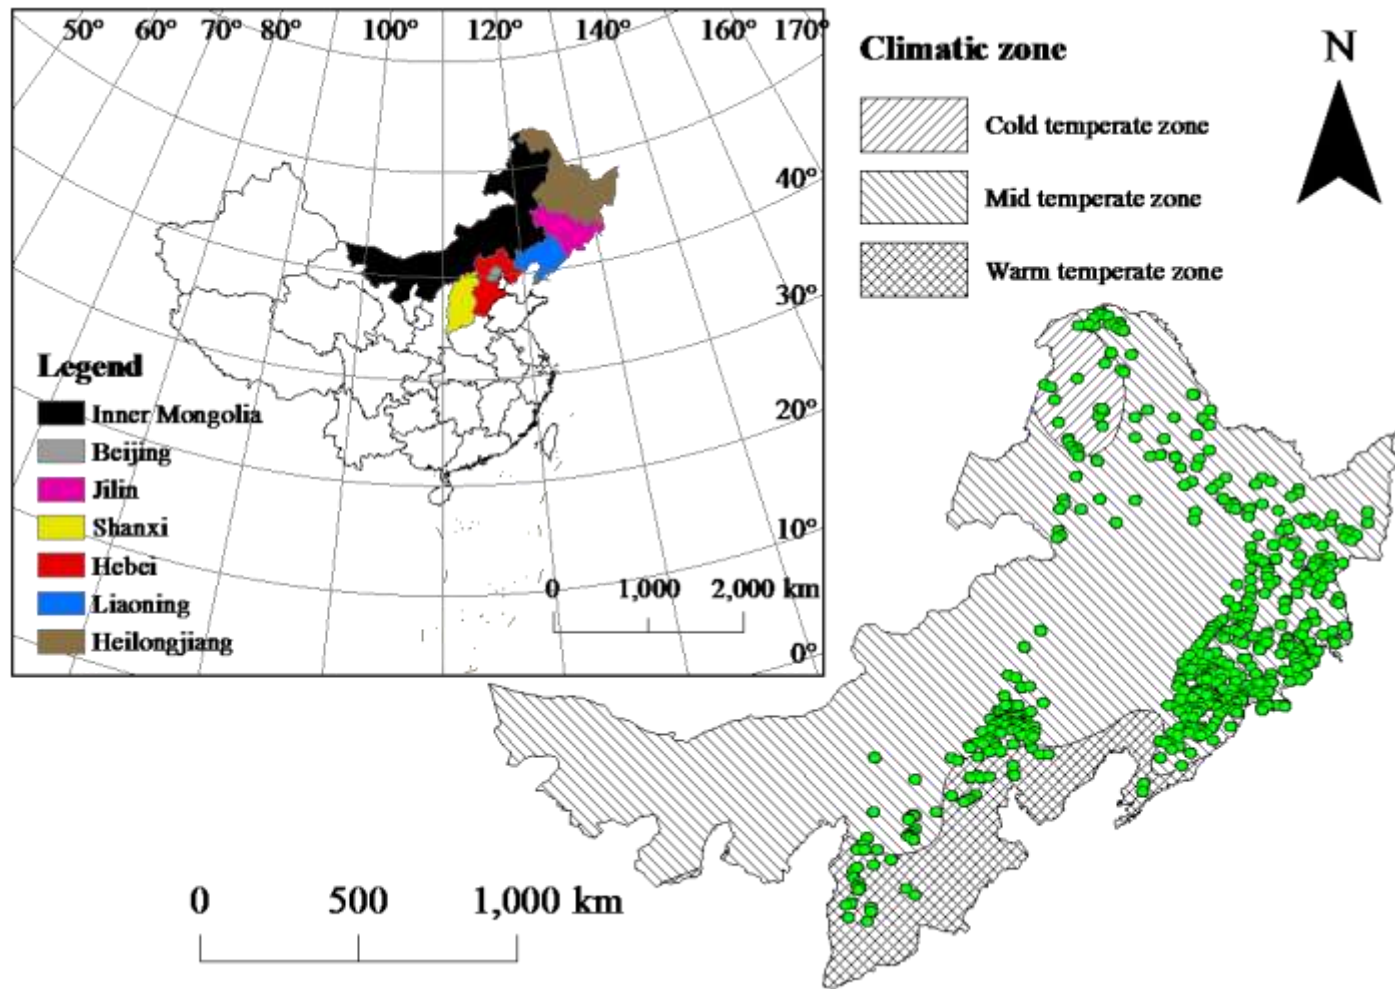 50° 60° 70° 80° 100° 120° 140° 160° 170°
40°
30°
20°
10°
0°
Legend
Inner Mongolia
Beijing
Jilin
Shanxi
Hebei
Liaoning
Heilongjiang
0 1,000 2,000 km
Climatic zone
Cold temperate zone
Mid temperate zone
Warm temperate zone
N
0 500 1,000 km